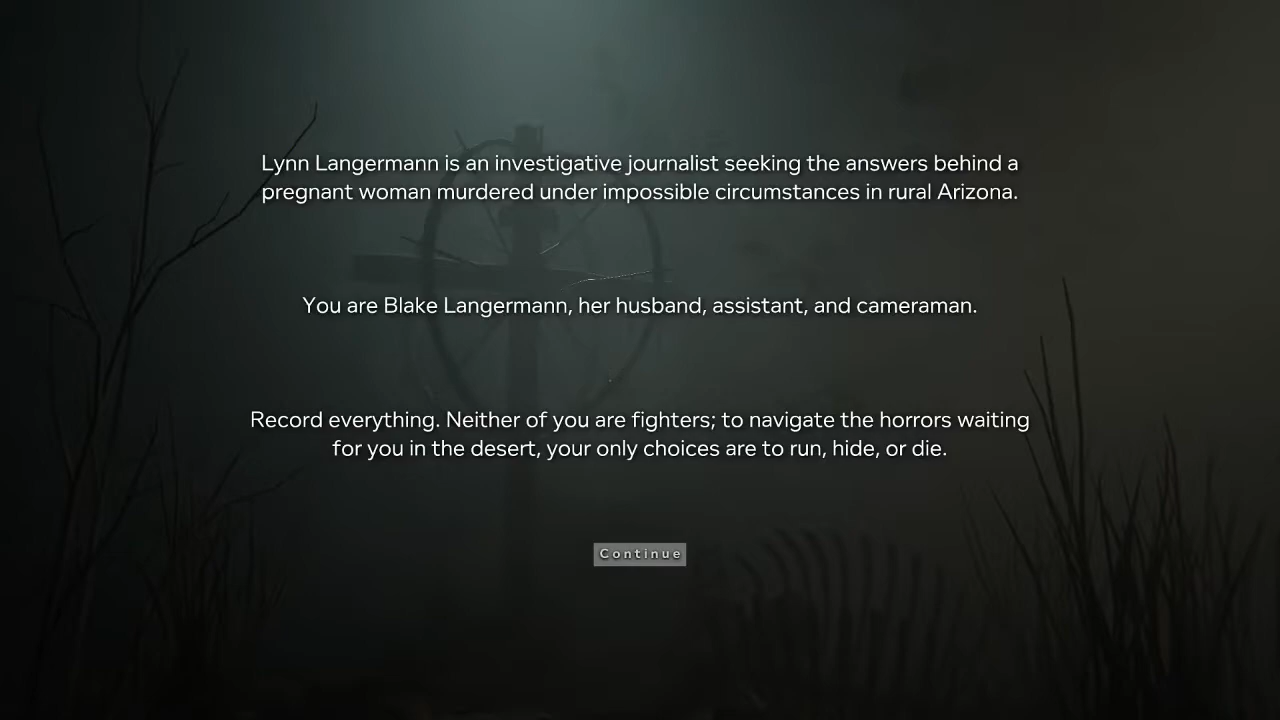 Lynn Langermann is an investigative journalist seeking the answers behind a
pregnant woman murdered under impossible circumstances in rural Arizona.
You are Blake Langermann, her husband, assistant, and cameraman.
Record everything. Neither of you are fighters; to navigate the horrors waiting
for you in the desert, your only choices are to run, hide, or die.
Continue